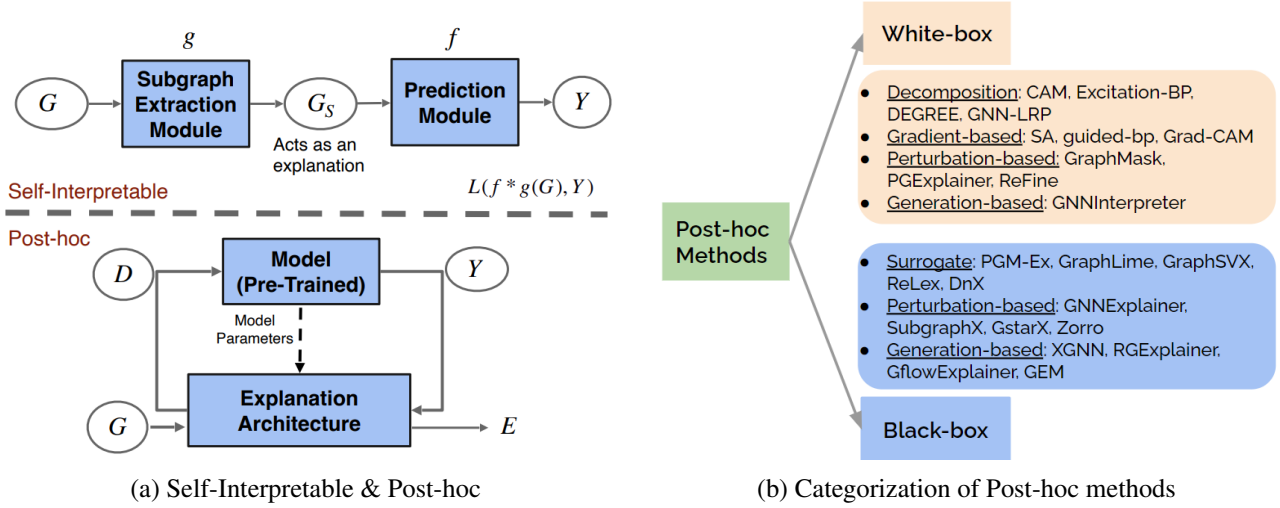 g
f
G
Subgraph
Extraction
Module
G_S
Prediction
Module
Y
Acts as an
explanation
Self-Interpretable
L(f * g(G), Y)
Post-hoc
D
Model
(Pre-Trained)
Y
Model
Parameters
G
Explanation
Architecture
E
(a) Self-Interpretable & Post-hoc
White-box
● Decomposition: CAM, Excitation-BP,
DEGREE, GNN-LRP
● Gradient-based: SA, guided-bp, Grad-CAM
● Perturbation-based: GraphMask,
PGExplainer, ReFine
● Generation-based: GNNInterpreter
Post-hoc
Methods
● Surrogate: PGM-Ex, GraphLime, GraphSVX,
ReLex, DnX
● Perturbation-based: GNNExplainer,
SubgraphX, GstarX, Zorro
● Generation-based: XGNN, RGExplainer,
GflowExplainer, GEM
Black-box
(b) Categorization of Post-hoc methods